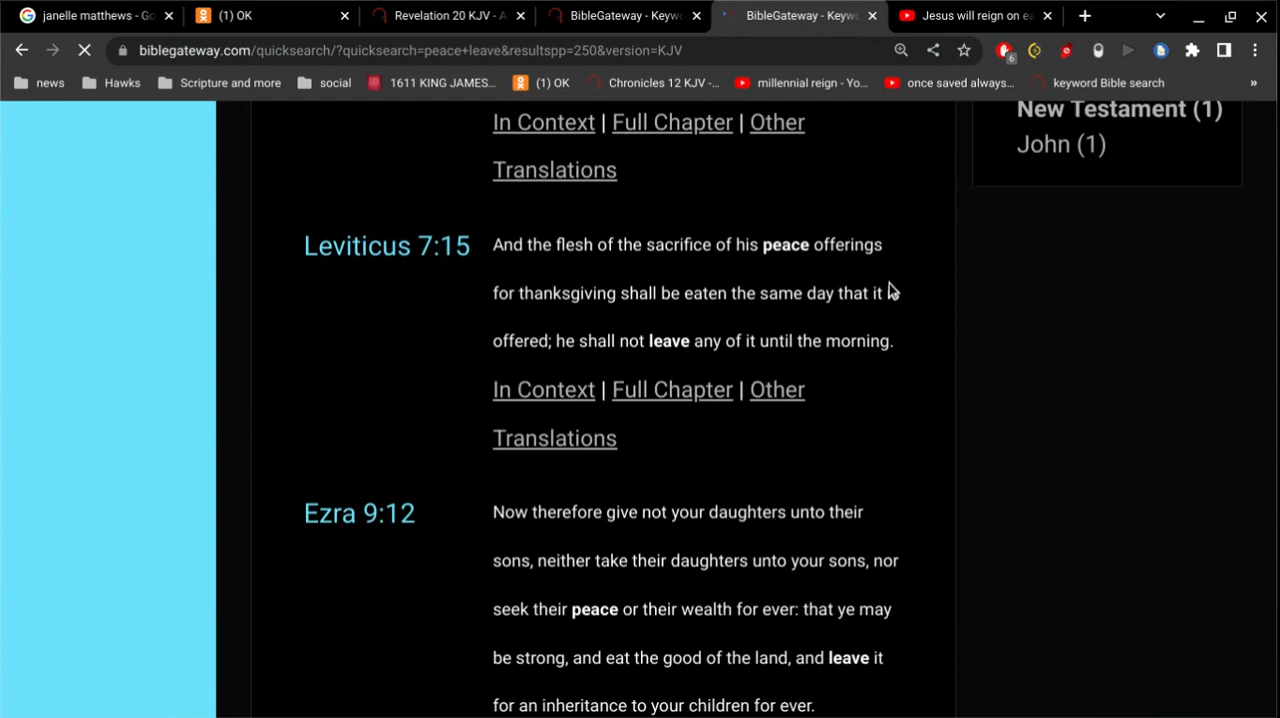 janelle matthews - Go
(1) OK
Revelation 20 KJV - A
BibleGateway - Keyw
BibleGateway - Keyw
Jesus will reign on ea
biblegateway.com/quicksearch/?quicksearch=peace+leave&resultspp=250&version=KJV
6
news
Hawks
Scripture and more
social
1611 KING JAMES...
(1) OK
Chronicles 12 KJV -...
millennial reign - Yo...
once saved always...
keyword Bible search
»
In Context | Full Chapter | Other
Translations
New Testament (1)
John (1)
Leviticus 7:15
And the flesh of the sacrifice of his peace offerings
for thanksgiving shall be eaten the same day that it
offered; he shall not leave any of it until the morning.
In Context | Full Chapter | Other
Translations
Ezra 9:12
Now therefore give not your daughters unto their
sons, neither take their daughters unto your sons, nor
seek their peace or their wealth for ever: that ye may
be strong, and eat the good of the land, and leave it
for an inheritance to your children for ever.